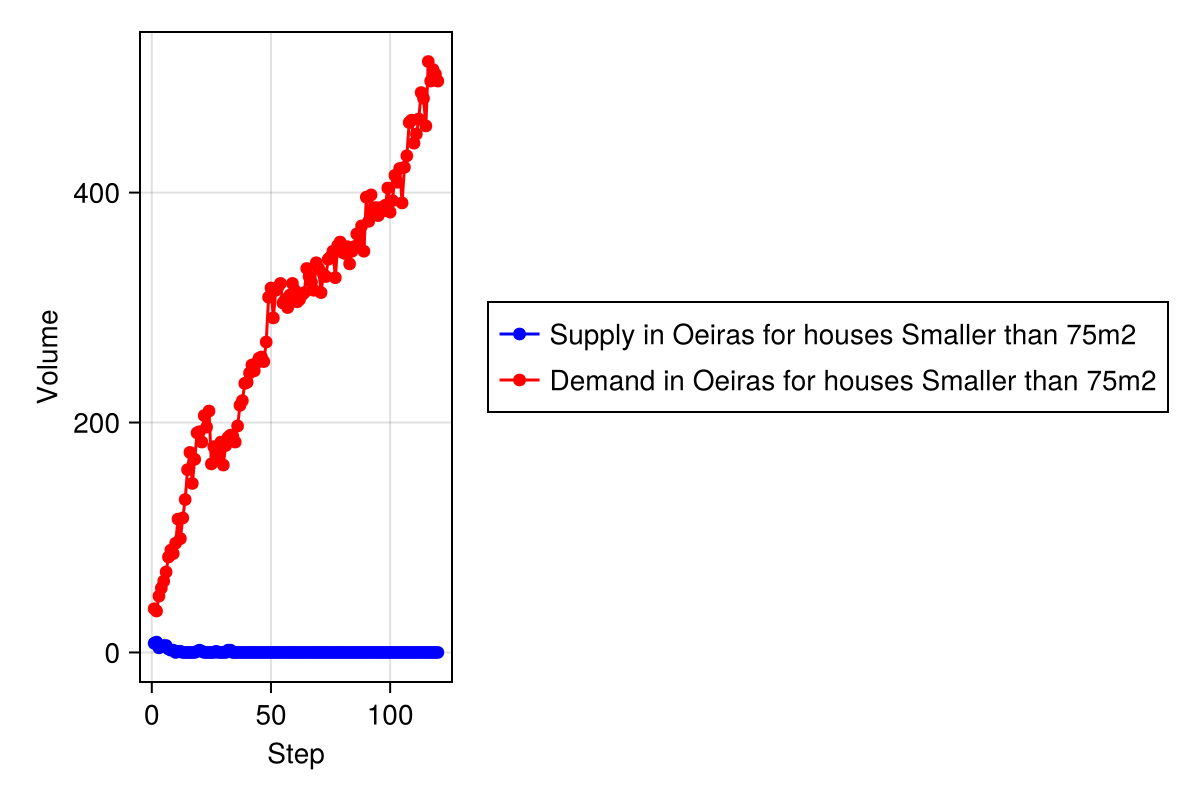 400
200
0
Volume
0 50 100
Step
Supply in Oeiras for houses Smaller than 75m2
Demand in Oeiras for houses Smaller than 75m2